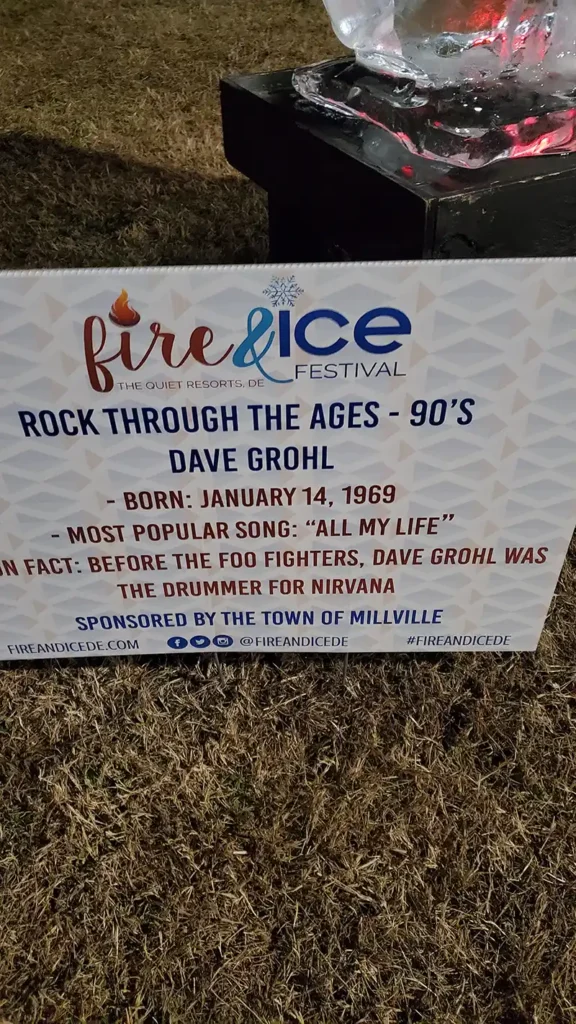 fire & ICE
FESTIVAL
THE QUIET RESORTS, DE
ROCK THROUGH THE AGES - 90'S
DAVE GROHL
- BORN: JANUARY 14, 1969
- MOST POPULAR SONG: "ALL MY LIFE"
FACT: BEFORE THE FOO FIGHTERS, DAVE GROHL WAS
THE DRUMMER FOR NIRVANA
SPONSORED BY THE TOWN OF MILLVILLE
FIREANDICEDE.COM @FIREANDICEDE #FIREANDICEDE